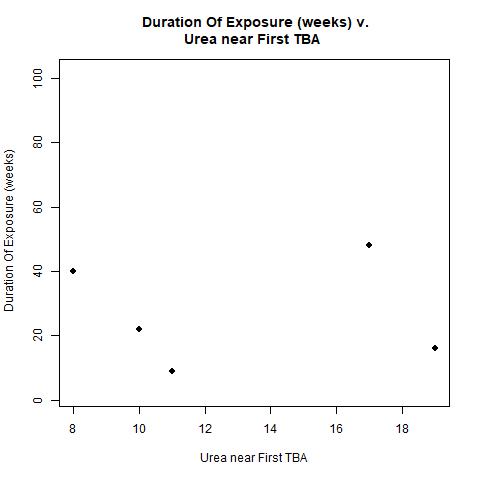 Duration Of Exposure (weeks) v.
Urea near First TBA
Duration Of Exposure (weeks)
100
80
60
40
20
0
8 10 12 14 16 18
Urea near First TBA